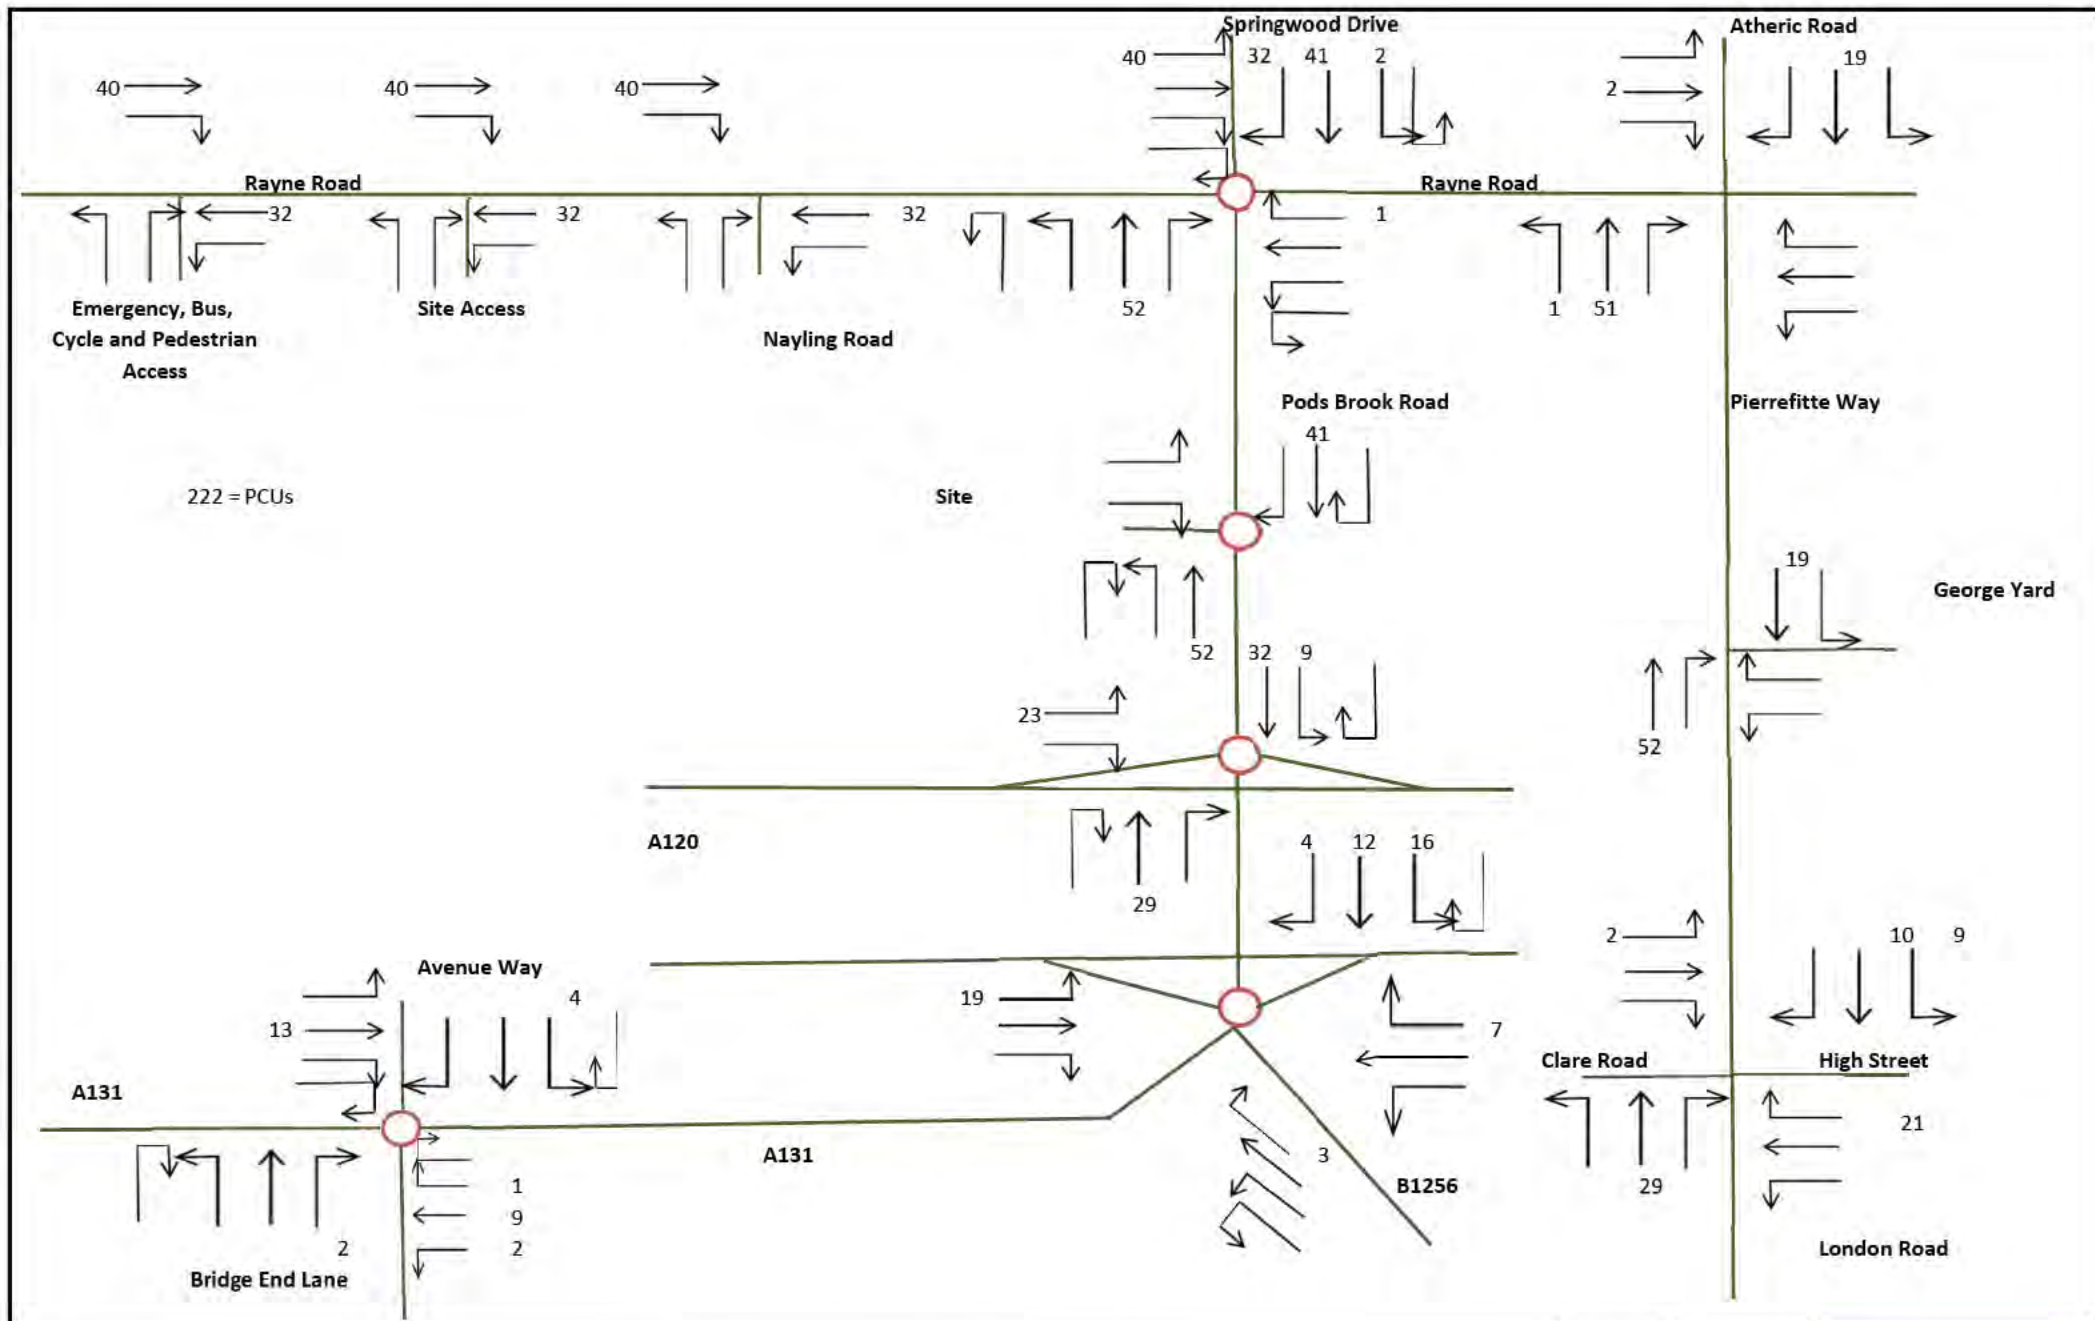 Springwood Drive
Atheric Road
40 32 41 2
2 19
40 40 40
Rayne Road
Rayne Road
32 32 32
1
52
1 51
Emergency, Bus,
Cycle and Pedestrian
Access
Site Access
Nayling Road
Pods Brook Road
Pierrefitte Way
41
222 = PCUs
Site
19
George Yard
52 32 9
23
52
A120
4 12 16
29
2 10 9
Avenue Way
19
4
13
7
Clare Road
High Street
A131
21
A131
3
B1256
29
1
9
2
2
London Road
Bridge End Lane